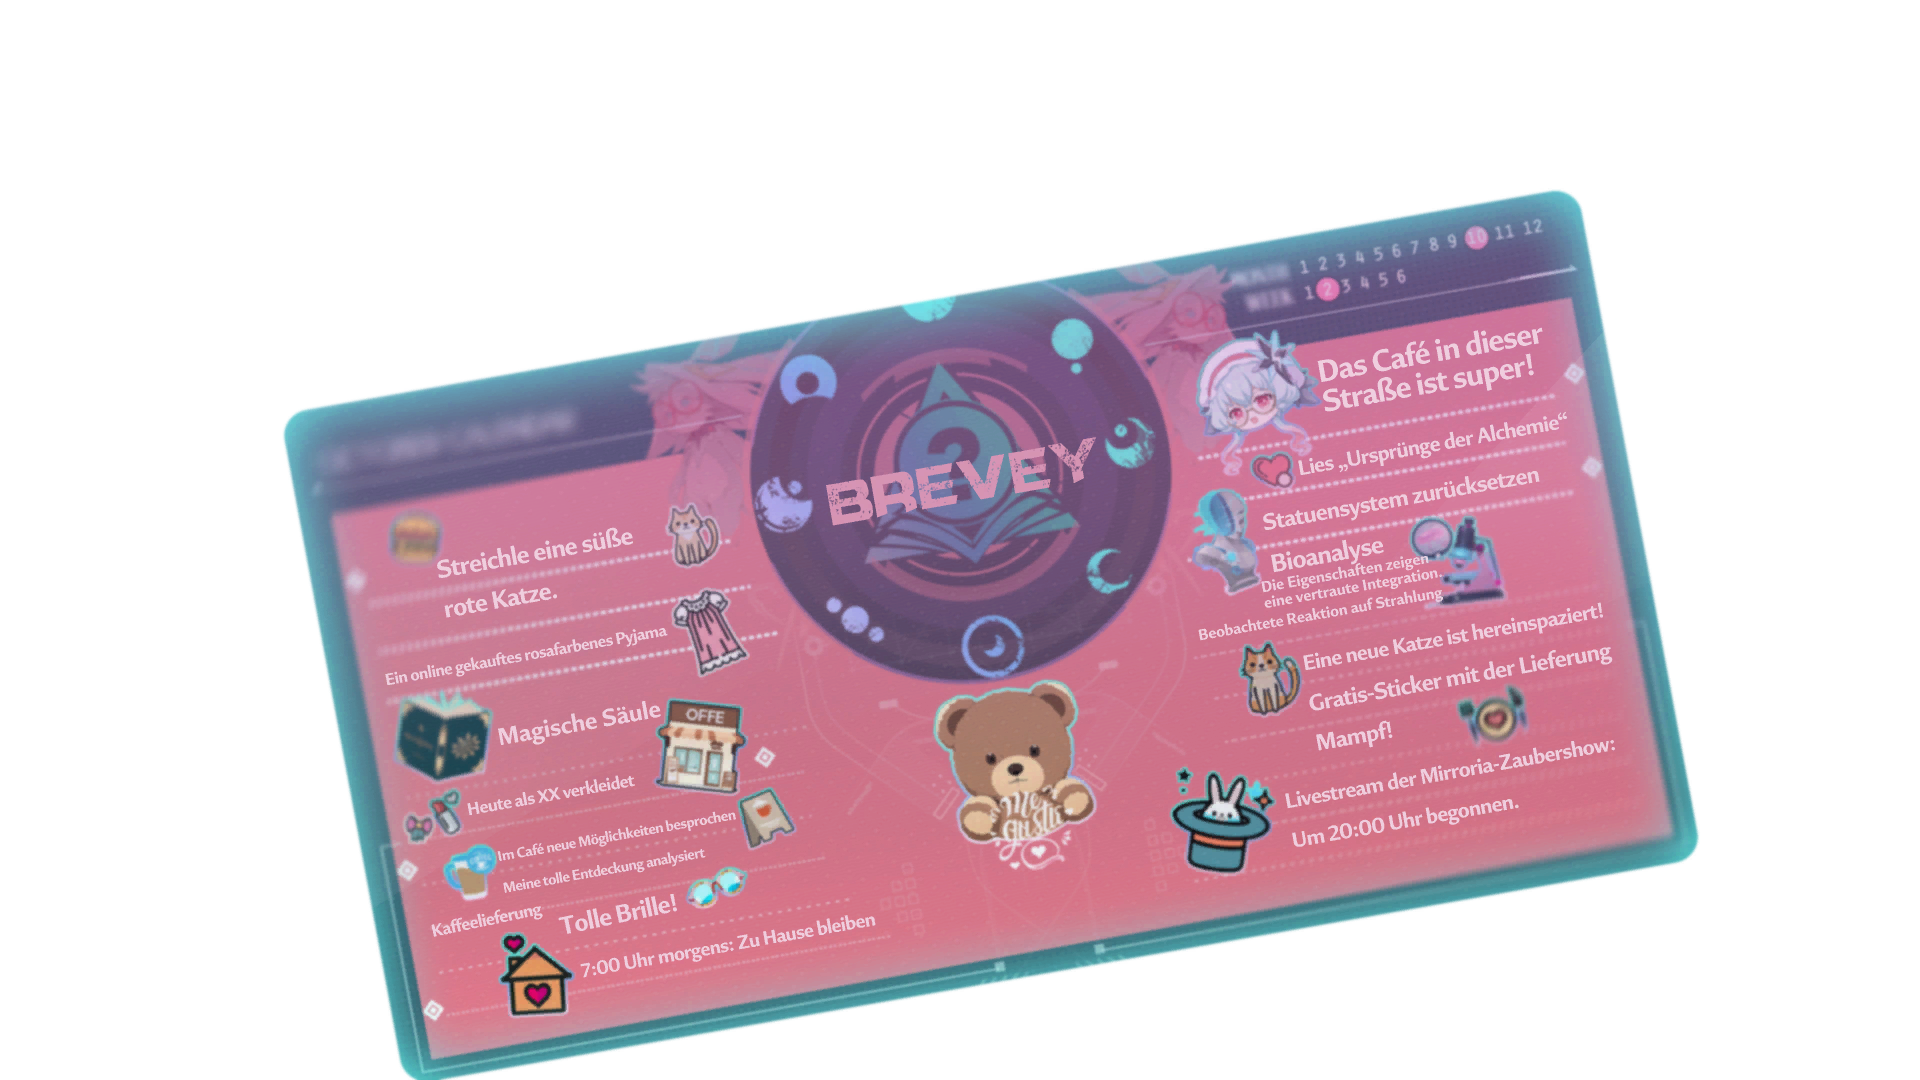 1 2 3 4 5 6 7 8 9 10 11 12
1 2 3 4 5 6
BREVEY
Streichle eine süße
rote Katze.
Ein online gekauftes rosafarbenes Pyjama
Magische Säule
OFFE
Heute als XX verkleidet
Im Café neue Möglichkeiten besprochen
Meine tolle Entdeckung analysiert
Kaffeelieferung
Tolle Brille!
7:00 Uhr morgens: Zu Hause bleiben
Me
gustu
Das Café in dieser
Straße ist super!
Lies „Ursprünge der Alchemie“
Statuensystem zurücksetzen
Bioanalyse
Die Eigenschaften zeigen
eine vertraute Integration.
Beobachtete Reaktion auf Strahlung
Eine neue Katze ist hereinspaziert!
Gratis-Sticker mit der Lieferung
Mampf!
Livestream der Mirroria-Zaubershow:
Um 20:00 Uhr begonnen.